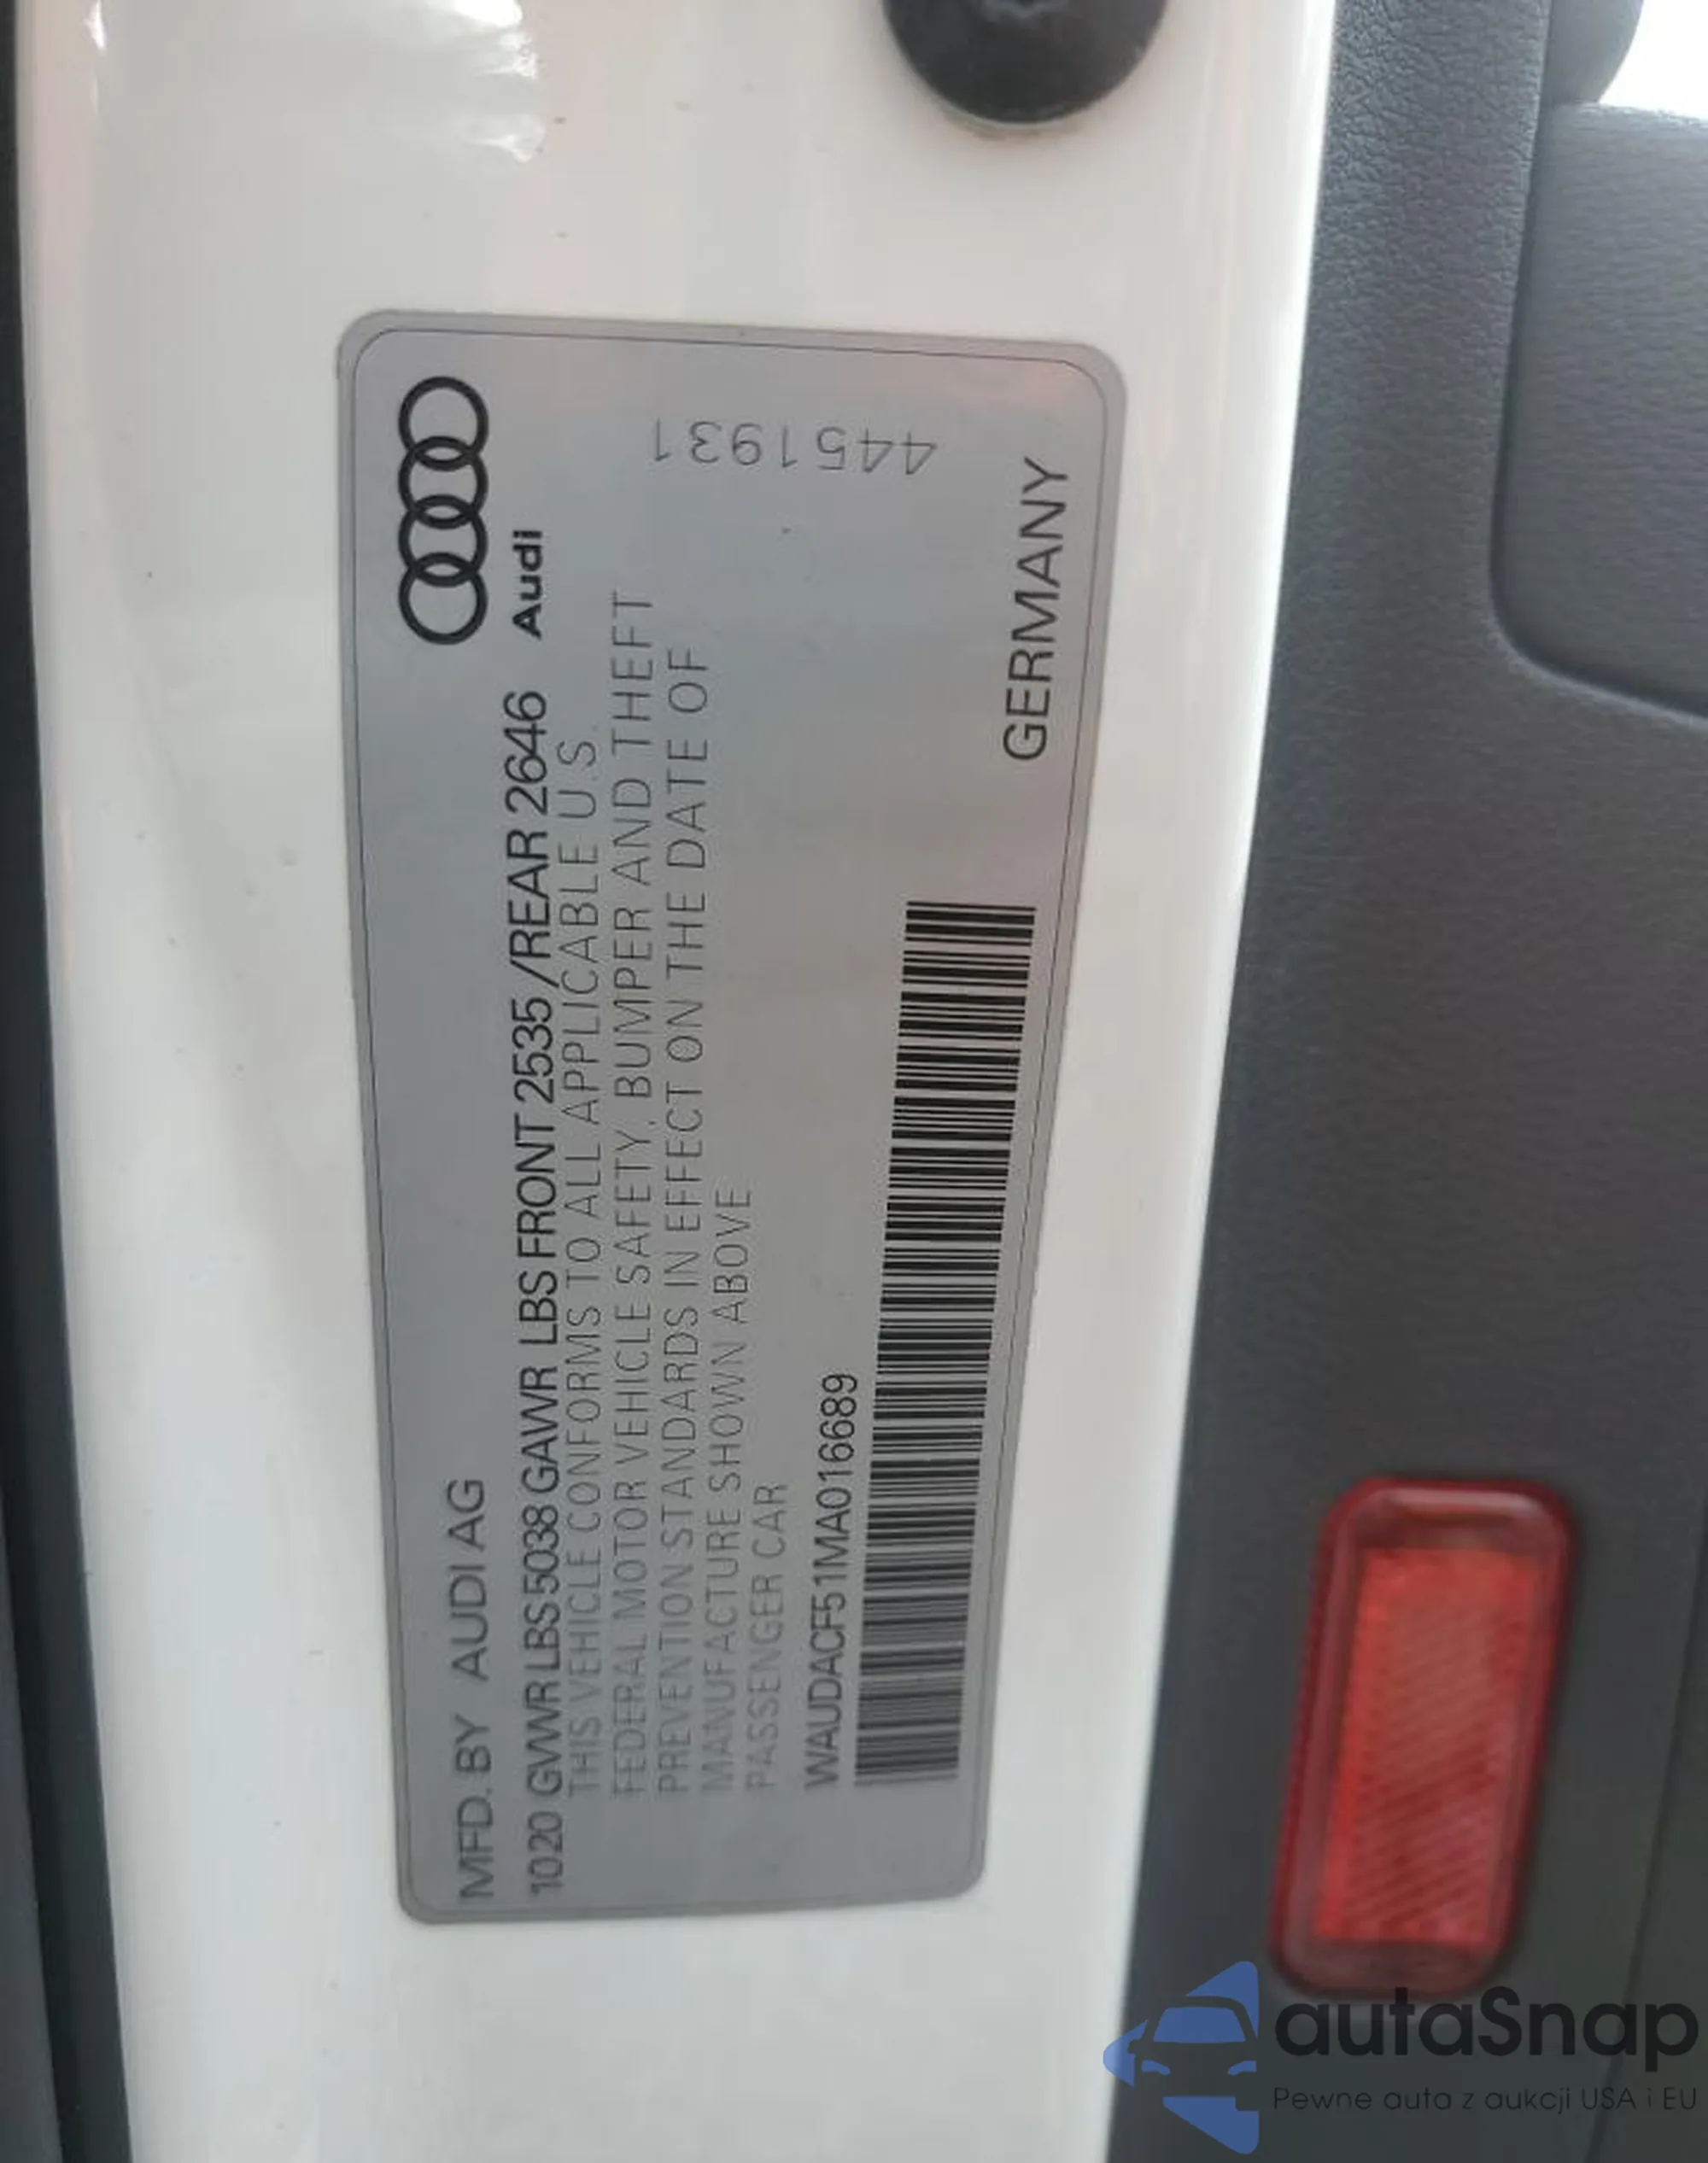 MFD. BY AUDI AG
Audi
1020 GVWR LBS 5038 GAWR LBS FRONT 2535 /REAR 2646
THIS VEHICLE CONFORMS TO ALL APPLICABLE U S.
FEDERAL MOTOR VEHICLE SAFETY, BUMPER AND THEFT
PREVENTION STANDARDS IN EFFECT ON THE DATE OF
MANUFACTURE SHOWN ABOVE
PASSENGER CAR
4451931
WAUDACF51MA016689
GERMANY
autaSnap
Pewne auta z aukcji USA i EU